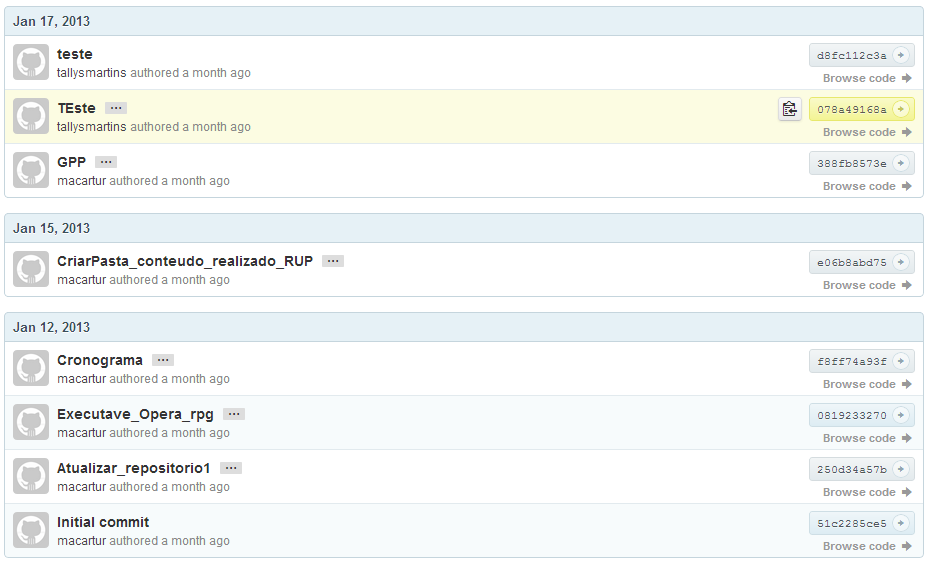 Jan 17, 2013
teste
d8fc112c3a
tallysmartins authored a month ago
Browse code
TEste ...
078a49168a
tallysmartins authored a month ago
Browse code
GPP ...
388fb8573e
macartur authored a month ago
Browse code
Jan 15, 2013
CriarPasta_conteudo_realizado_RUP ...
e06b8abd75
macartur authored a month ago
Browse code
Jan 12, 2013
Cronograma ...
f8ff74a93f
macartur authored a month ago
Browse code
Executave_Opera_rpg ...
0819233270
macartur authored a month ago
Browse code
Atualizar_repositorio1 ...
250d34a57b
macartur authored a month ago
Browse code
Initial commit
51c2285ce5
macartur authored a month ago
Browse code